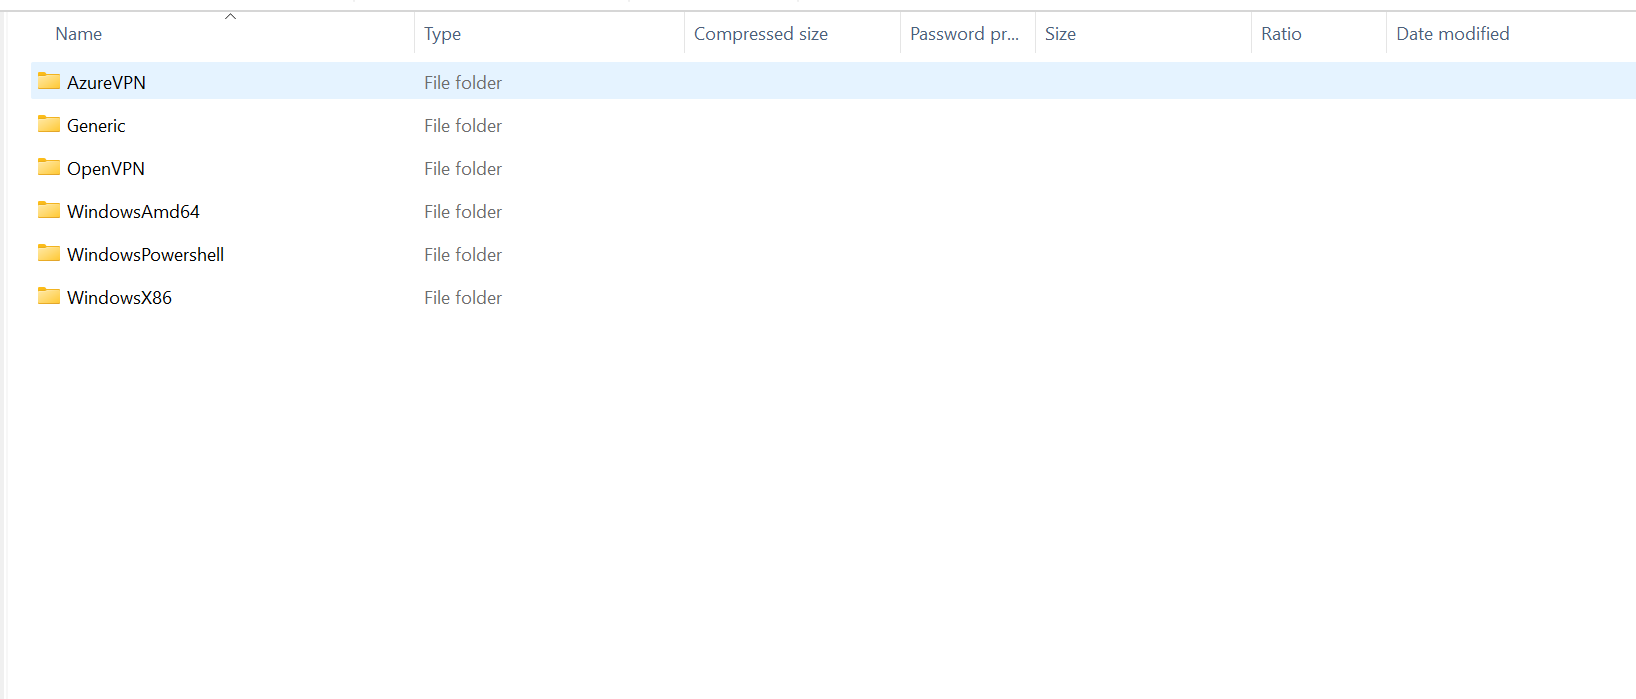 Name Type Compressed size Password pr... Size Ratio Date modified
AzureVPN File folder
Generic File folder
OpenVPN File folder
WindowsAmd64 File folder
WindowsPowershell File folder
WindowsX86 File folder